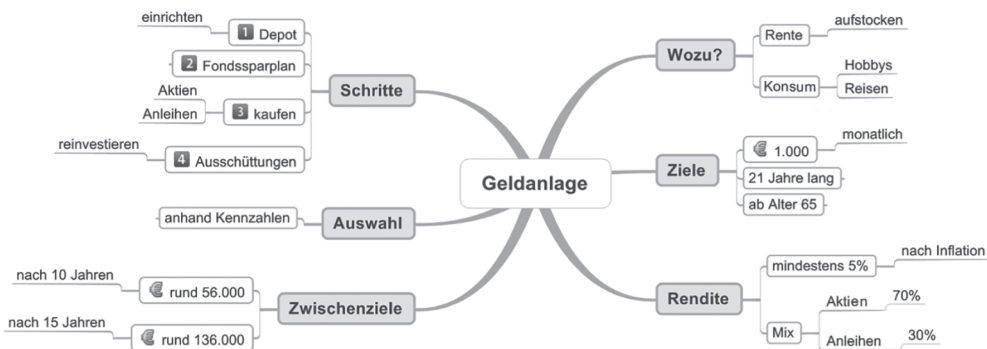 Geldanlage
Wozu?
Rente
aufstocken
Konsum
Hobbys
Reisen
Ziele
€ 1.000
monatlich
21 Jahre lang
ab Alter 65
Rendite
mindestens 5%
nach Inflation
Mix
Aktien
70%
Anleihen
30%
Schritte
1 Depot
einrichten
2 Fondssparplan
3 kaufen
Aktien
Anleihen
4 Ausschüttungen
reinvestieren
Auswahl
anhand Kennzahlen
Zwischenziele
€ rund 56.000
nach 10 Jahren
€ rund 136.000
nach 15 Jahren